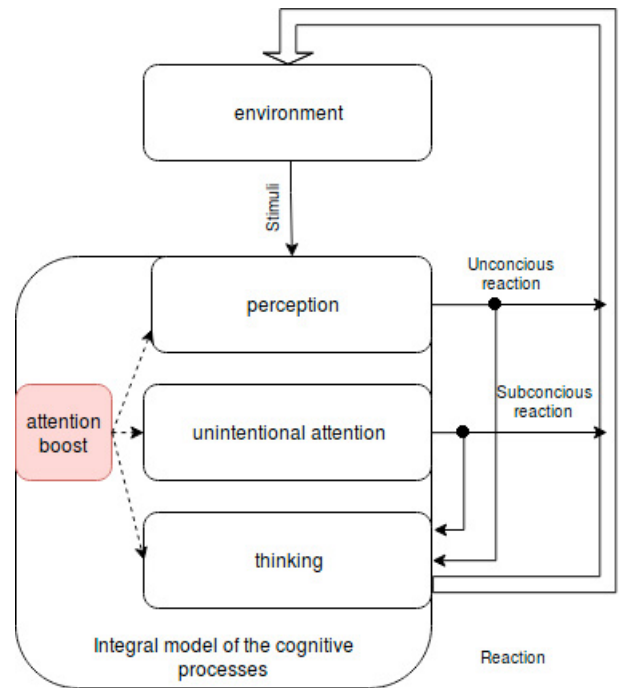 environment
Stimuli
perception
Unconcious
reaction
attention
boost
unintentional attention
Subconcious
reaction
thinking
Integral model of the cognitive
processes
Reaction